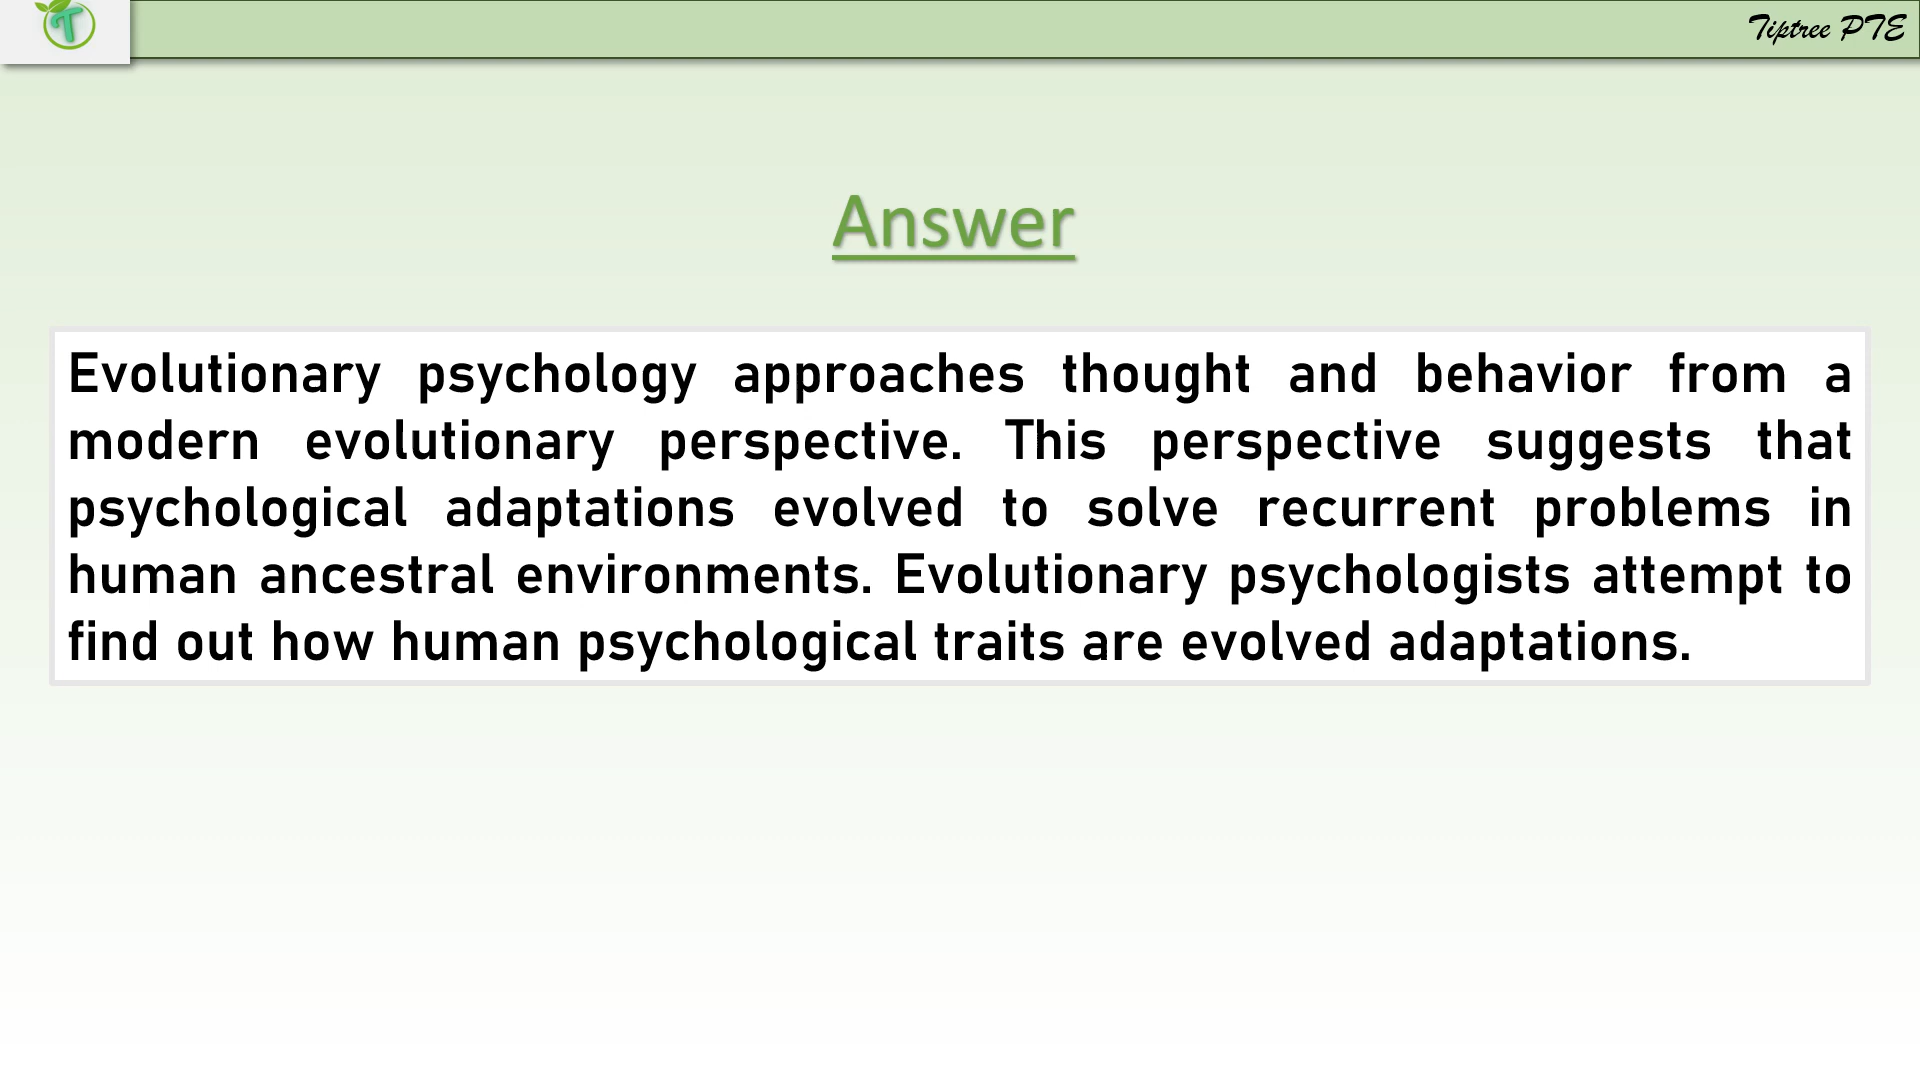 Tiptree PTE
Answer
Evolutionary psychology approaches thought and behavior from a
modern evolutionary perspective. This perspective suggests that
psychological adaptations evolved to solve recurrent problems in
human ancestral environments. Evolutionary psychologists attempt to
find out how human psychological traits are evolved adaptations.